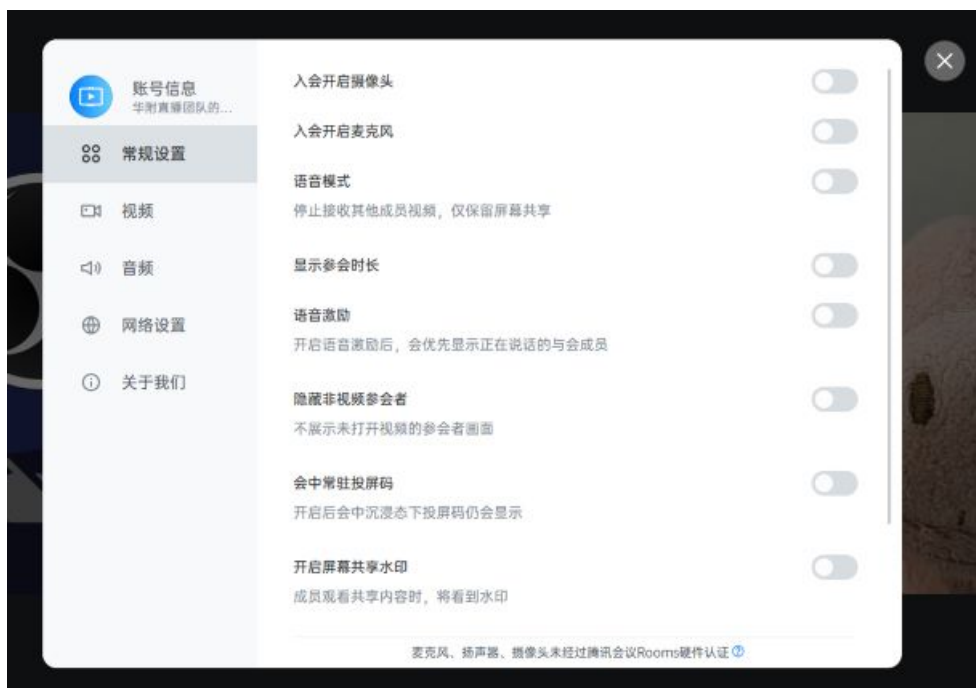 账号信息
华附直播团队的...
常规设置
视频
音频
网络设置
关于我们
入会开启摄像头
入会开启麦克风
语音模式
停止接收其他成员视频，仅保留屏幕共享
显示参会时长
语音激励
开启语音激励后，会优先显示正在说话的与会成员
隐藏非视频参会者
不展示未打开视频的参会者画面
会中常驻投屏码
开启后会中沉浸态下投屏码仍会显示
开启屏幕共享水印
成员观看共享内容时，将看到水印
麦克风、扬声器、摄像头未经过腾讯会议Rooms硬件认证